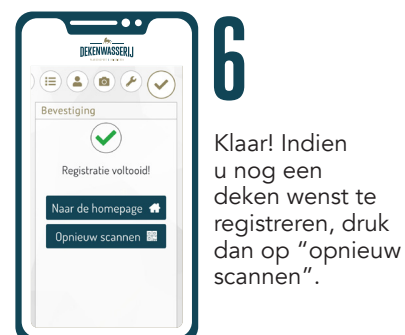 DEKENWASSERIJ
Bevestiging
Registratie voltooid!
Naar de homepage
Opnieuw scannen
6
Klaar! Indien
u nog een
deken wenst te
registreren, druk
dan op “opnieuw
scannen”.